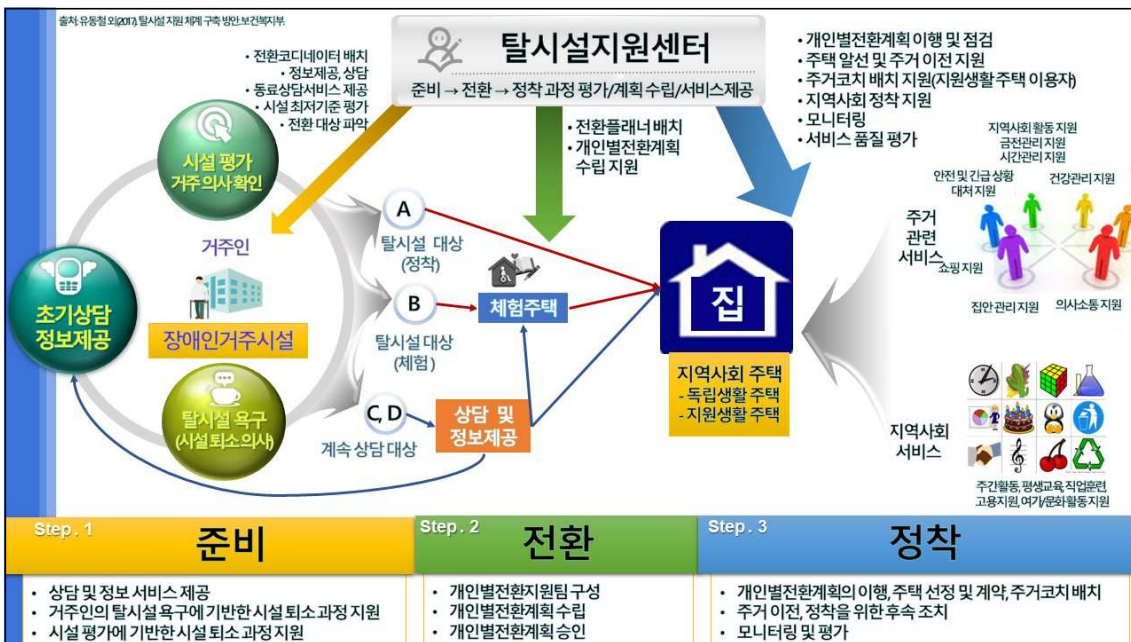 출처: 유동철 외(2017). 탈시설 지원 체계 구축 방안. 보건복지부.
탈시설지원센터
준비 → 전환 → 정착 과정 평가/계획 수립/서비스제공
• 전환코디네이터 배치
• 정보제공, 상담
• 동료상담서비스 제공
• 시설 최저기준 평가
• 전환 대상 파악
• 전환플래너 배치
• 개인별전환계획
수립 지원
• 개인별전환계획 이행 및 점검
• 주택 알선 및 주거 이전 지원
• 주거코치 배치 지원(지원생활 주택 이용자)
• 지역사회 정착 지원
• 모니터링
• 서비스 품질 평가
시설 평가
거주 의사 확인
거주인
장애인거주시설
초기상담
정보제공
탈시설 욕구
(시설 퇴소 의사)
A
탈시설 대상
(정착)
B
탈시설 대상
(체험)
C, D
계속 상담 대상
체험주택
상담 및
정보제공
집
지역사회 주택
- 독립생활 주택
- 지원생활 주택
주거
관련
서비스
지역사회 활동 지원
금전관리 지원
시간관리 지원
안전 및 긴급 상황
대처 지원
건강관리 지원
쇼핑 지원
집안 관리 지원
의사소통 지원
지역사회
서비스
주간활동, 평생교육, 직업훈련,
고용지원, 여가/문화활동 지원
Step. 1
준비
Step. 2
전환
Step. 3
정착
• 상담 및 정보 서비스 제공
• 거주인의 탈시설 욕구에 기반한 시설 퇴소 과정 지원
• 시설 평가에 기반한 시설 퇴소 과정 지원
• 개인별전환지원팀 구성
• 개인별전환계획 수립
• 개인별전환계획 승인
• 개인별전환계획의 이행, 주택 선정 및 계약, 주거코치 배치
• 주거 이전, 정착을 위한 후속 조치
• 모니터링 및 평가